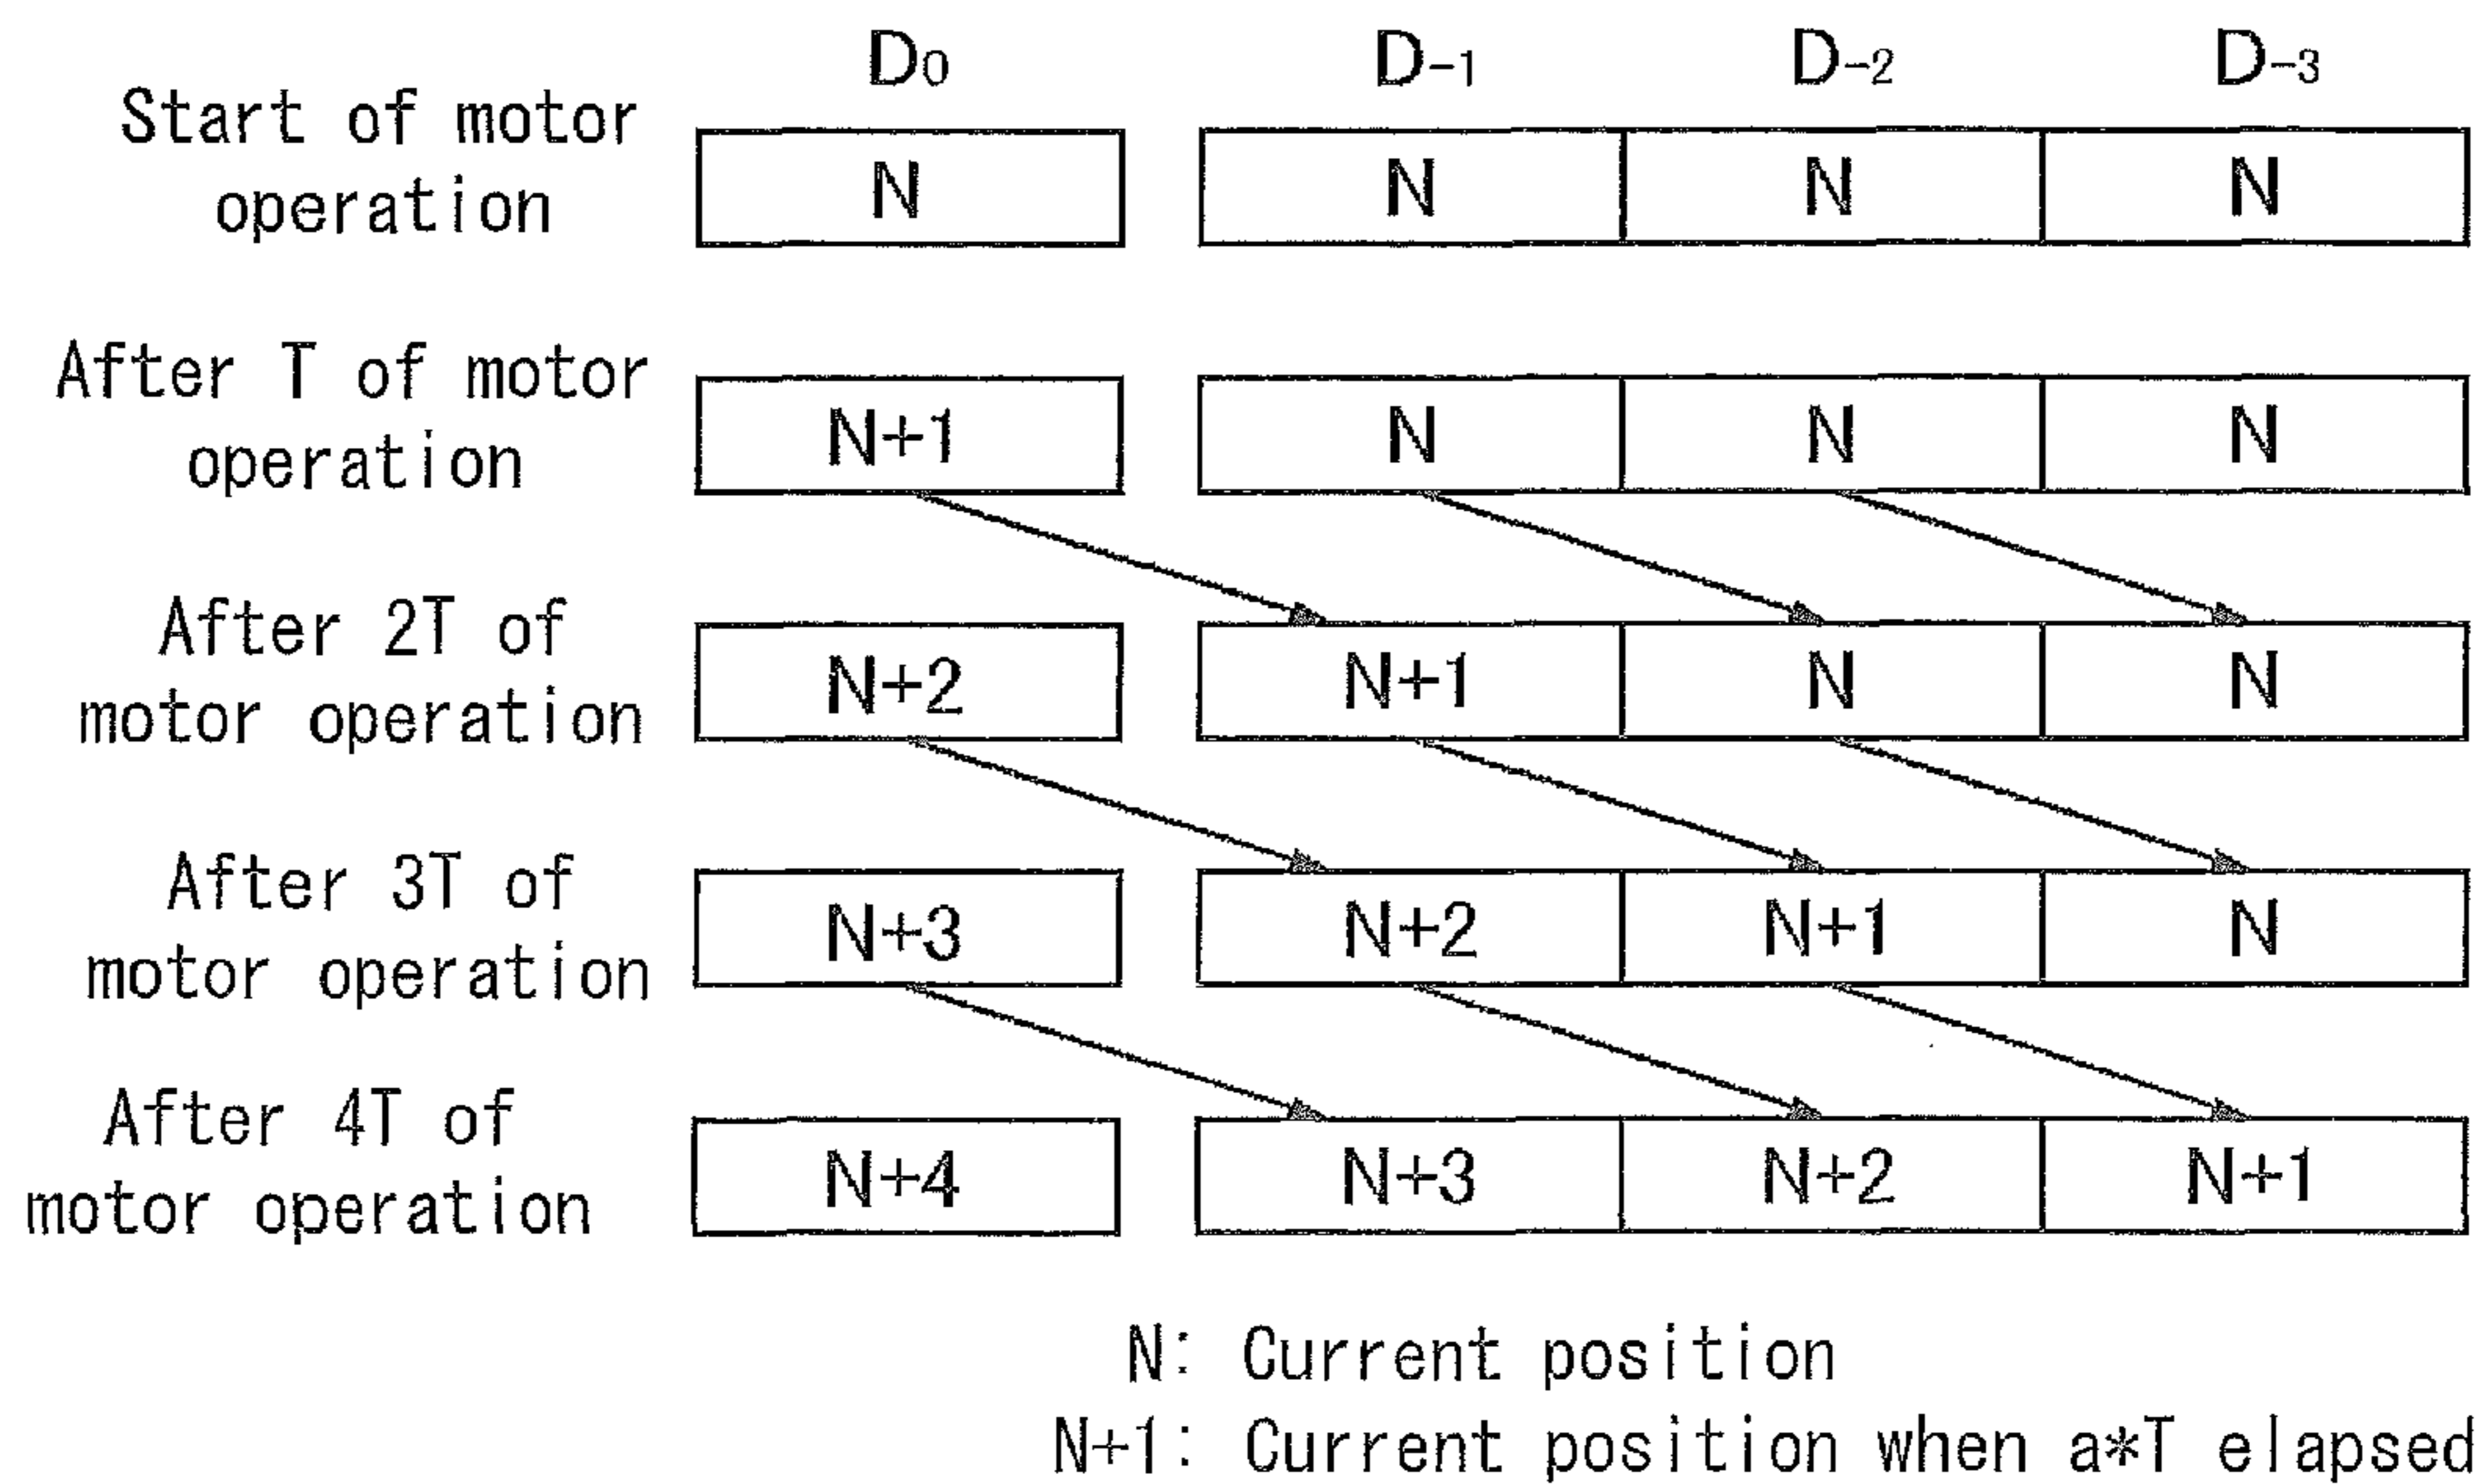 D0 D-1 D-2 D-3
Start of motor
operation
N N N N
After T of motor
operation
N+1 N N N
After 2T of
motor operation
N+2 N+1 N N
After 3T of
motor operation
N+3 N+2 N+1 N
After 4T of
motor operation
N+4 N+3 N+2 N+1
N: Current position
N+1: Current position when a*T elapsed